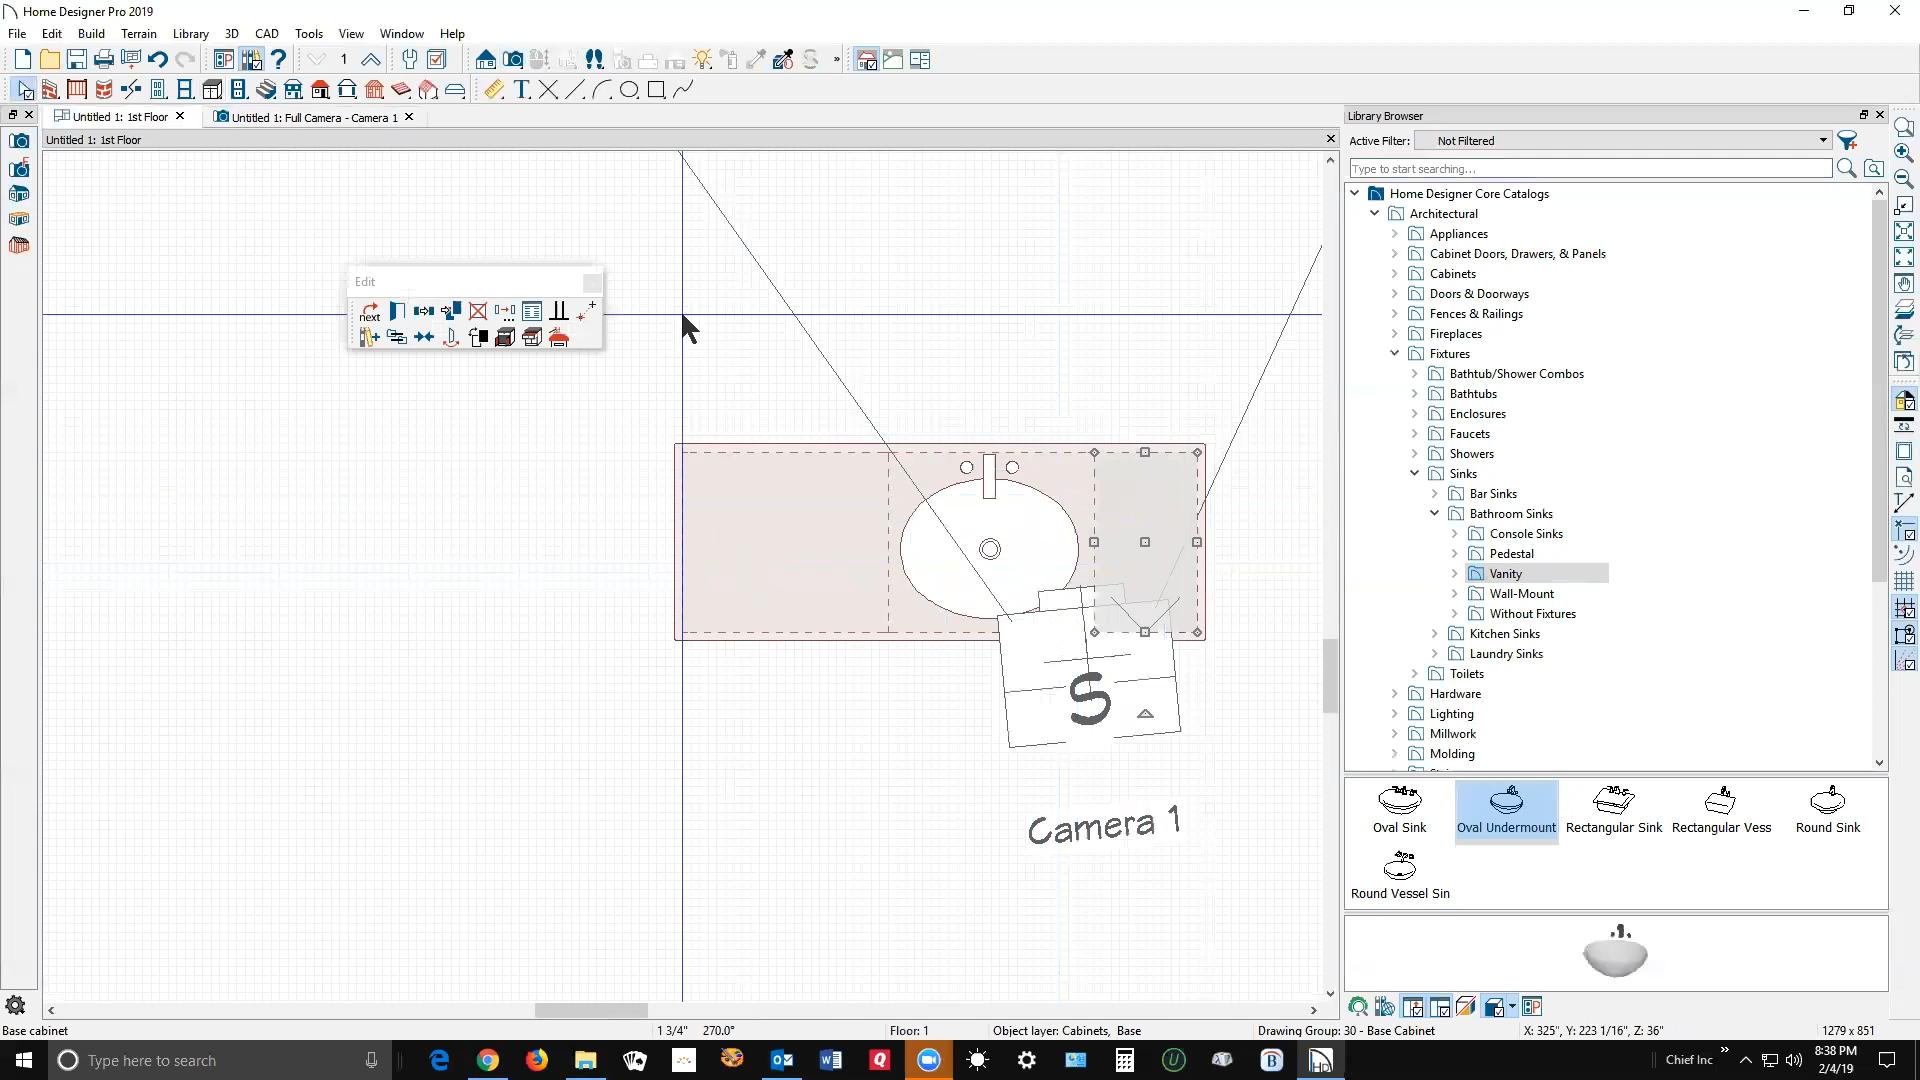 Home Designer Pro 2019
File Edit Build Terrain Library 3D CAD Tools View Window Help
1
Untitled 1: 1st Floor
Untitled 1: Full Camera - Camera 1
Untitled 1: 1st Floor
Edit
next
S
Camera 1
Library Browser
Active Filter: Not Filtered
Type to start searching...
Home Designer Core Catalogs
Architectural
Appliances
Cabinet Doors, Drawers, & Panels
Cabinets
Doors & Doorways
Fences & Railings
Fireplaces
Fixtures
Bathtub/Shower Combos
Bathtubs
Enclosures
Faucets
Showers
Sinks
Bar Sinks
Bathroom Sinks
Console Sinks
Pedestal
Vanity
Wall-Mount
Without Fixtures
Kitchen Sinks
Laundry Sinks
Toilets
Hardware
Lighting
Millwork
Molding
Oval Sink
Oval Undermount
Rectangular Sink
Rectangular Vess
Round Sink
Round Vessel Sin
Base cabinet 1 3/4" 270.0° Floor: 1 Object layer: Cabinets, Base Drawing Group: 30 - Base Cabinet X: 325", Y: 223 1/16", Z: 36" 1279 x 851
Type here to search
Chief Inc
8:38 PM
2/4/19